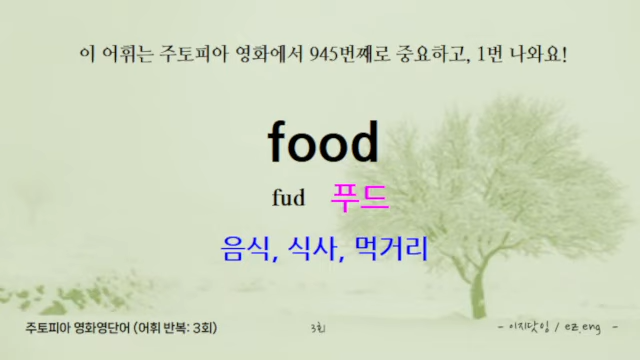 이 어휘는 주토피아 영화에서 945번째로 중요하고, 1번 나와요!
food
fud 푸드
음식, 식사, 먹거리
주토피아 영화영단어 (어휘 반복: 3회) 3회 - 이지닷잉 / ez.eng -